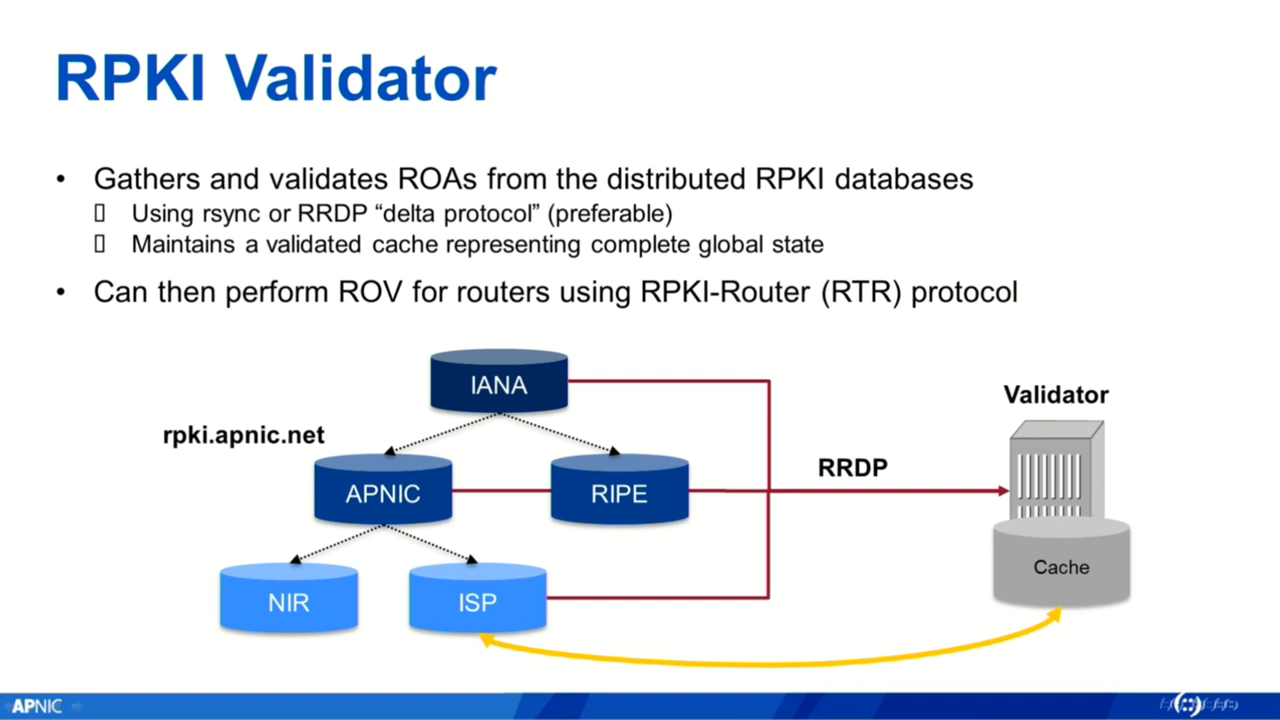 RPKI Validator
• Gathers and validates ROAs from the distributed RPKI databases
▯ Using rsync or RRDP “delta protocol” (preferable)
▯ Maintains a validated cache representing complete global state
• Can then perform ROV for routers using RPKI-Router (RTR) protocol
IANA
Validator
rpki.apnic.net
RRDP
APNIC
RIPE
Cache
NIR
ISP
APNIC